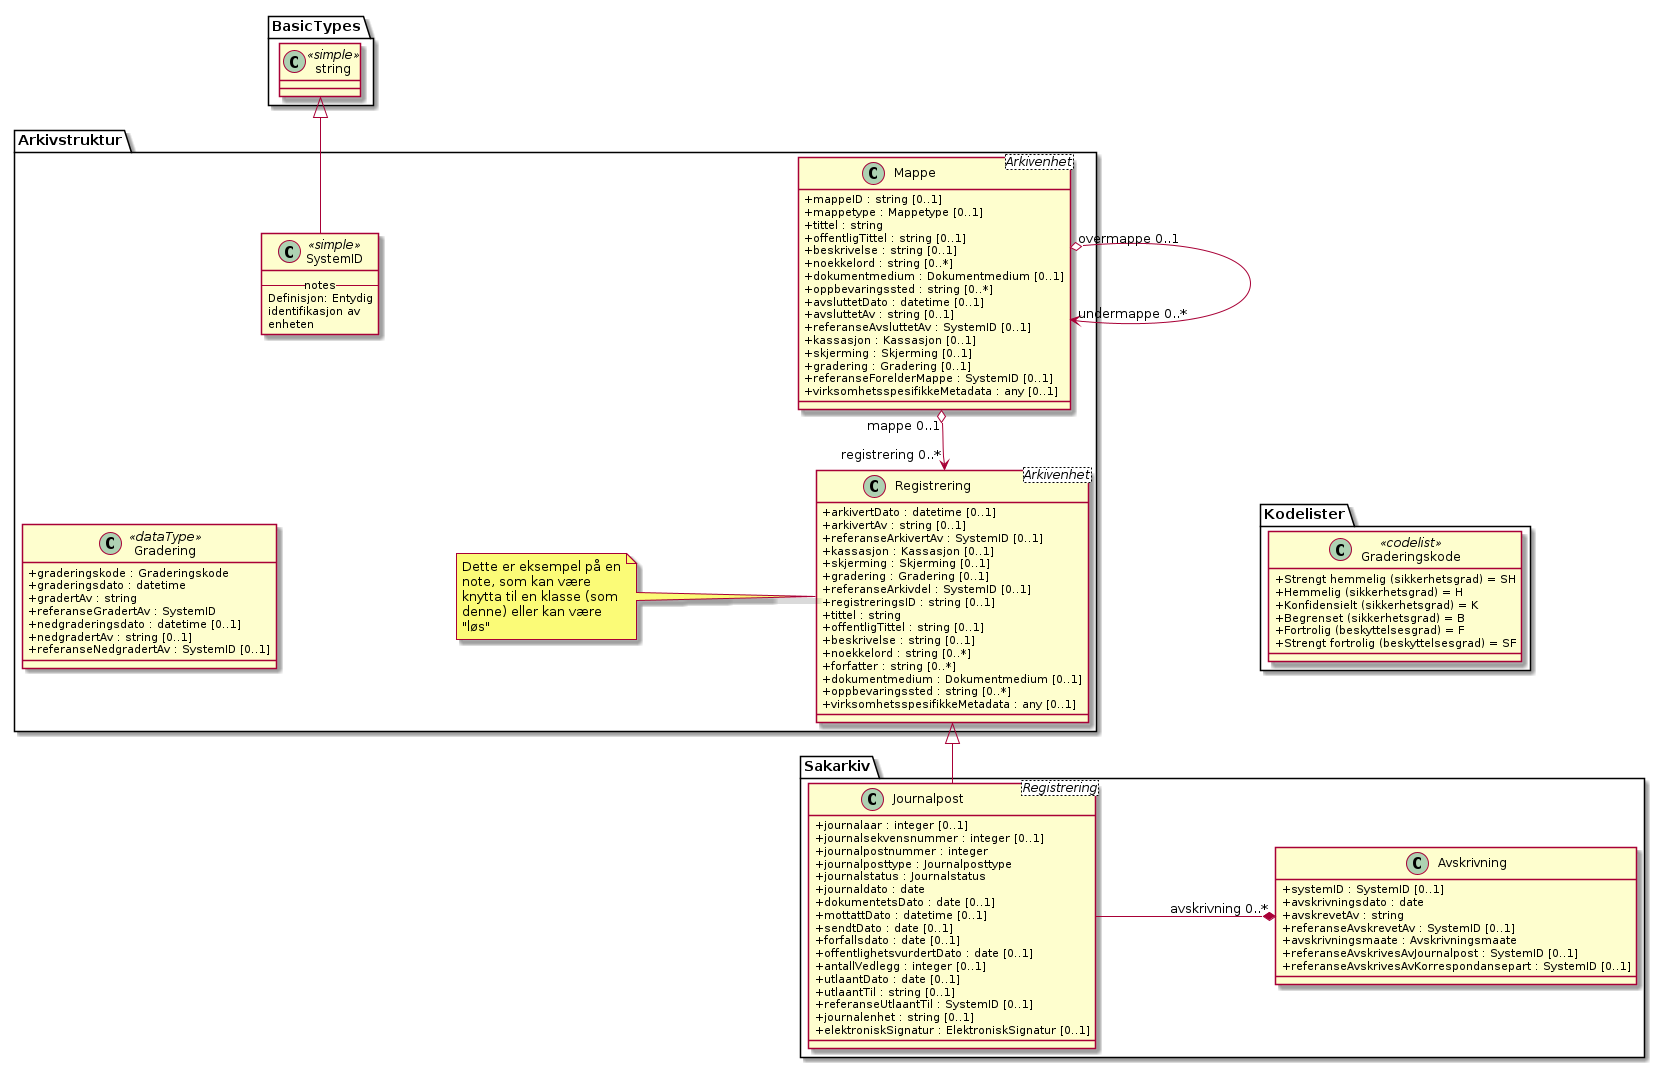 BasicTypes
C
«simple»
string
Arkivstruktur
C
«simple»
SystemID
notes
Definisjon: Entydig
identifikasjon av
enheten
C
Mappe
Arkivenhet
+mappeID : string [0..1]
+mappetype : Mappetype [0..1]
+tittel : string
+offentligTittel : string [0..1]
+beskrivelse : string [0..1]
+noekkelord : string [0..*]
+dokumentmedium : Dokumentmedium [0..1]
+oppbevaringssted : string [0..*]
+avsluttetDato : datetime [0..1]
+avsluttetAv : string [0..1]
+referanseAvsluttetAv : SystemID [0..1]
+kassasjon : Kassasjon [0..1]
+skjerming : Skjerming [0..1]
+gradering : Gradering [0..1]
+referanseForelderMappe : SystemID [0..1]
+virksomhetsspesifikkeMetadata : any [0..1]
overmappe 0..1
undermappe 0..*
mappe 0..1
registrering 0..*
C
«dataType»
Gradering
+graderingskode : Graderingskode
+graderingsdato : datetime
+gradertAv : string
+referanseGradertAv : SystemID
+nedgraderingsdato : datetime [0..1]
+nedgradertAv : string [0..1]
+referanseNedgradertAv : SystemID [0..1]
Dette er eksempel på en
note, som kan være
knytta til en klasse (som
denne) eller kan være
"løs"
C
Registrering
Arkivenhet
+arkivertDato : datetime [0..1]
+arkivertAv : string [0..1]
+referanseArkivertAv : SystemID [0..1]
+kassasjon : Kassasjon [0..1]
+skjerming : Skjerming [0..1]
+gradering : Gradering [0..1]
+referanseArkivdel : SystemID [0..1]
+registreringsID : string [0..1]
+tittel : string
+offentligTittel : string [0..1]
+beskrivelse : string [0..1]
+noekkelord : string [0..*]
+forfatter : string [0..*]
+dokumentmedium : Dokumentmedium [0..1]
+oppbevaringssted : string [0..*]
+virksomhetsspesifikkeMetadata : any [0..1]
Kodelister
C
«codelist»
Graderingskode
+Strengt hemmelig (sikkerhetsgrad) = SH
+Hemmelig (sikkerhetsgrad) = H
+Konfidensielt (sikkerhetsgrad) = K
+Begrenset (sikkerhetsgrad) = B
+Fortrolig (beskyttelsesgrad) = F
+Strengt fortrolig (beskyttelsesgrad) = SF
Sakarkiv
C
Journalpost
Registrering
+journalaar : integer [0..1]
+journalsekvensnummer : integer [0..1]
+journalpostnummer : integer
+journalposttype : Journalposttype
+journalstatus : Journalstatus
+journaldato : date
+dokumentetsDato : date [0..1]
+mottattDato : datetime [0..1]
+sendtDato : date [0..1]
+forfallsdato : date [0..1]
+offentlighetsvurdertDato : date [0..1]
+antallVedlegg : integer [0..1]
+utlaantDato : date [0..1]
+utlaantTil : string [0..1]
+referanseUtlaantTil : SystemID [0..1]
+journalenhet : string [0..1]
+elektroniskSignatur : ElektroniskSignatur [0..1]
avskrivning 0..*
C
Avskrivning
+systemID : SystemID [0..1]
+avskrivningsdato : date
+avskrevetAv : string
+referanseAvskrevetAv : SystemID [0..1]
+avskrivningsmaate : Avskrivningsmaate
+referanseAvskrivesAvJournalpost : SystemID [0..1]
+referanseAvskrivesAvKorrespondansepart : SystemID [0..1]